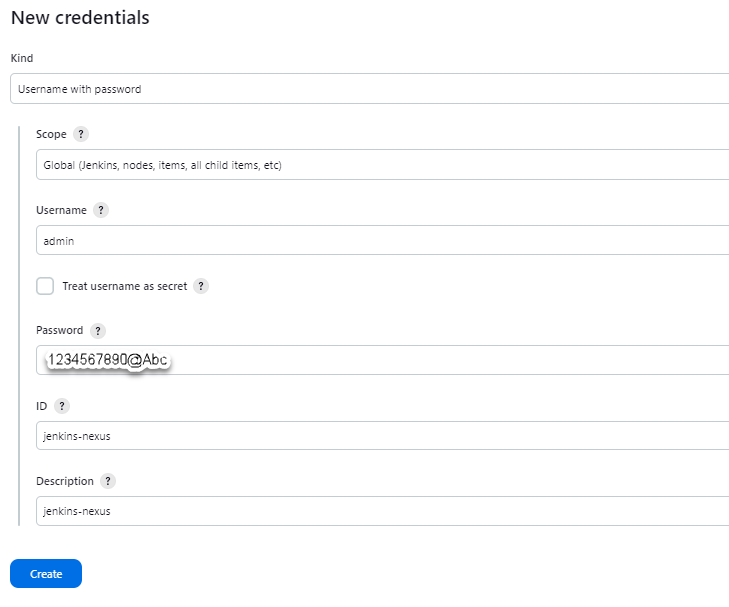 New credentials
Kind
Username with password
Scope ?
Global (Jenkins, nodes, items, all child items, etc)
Username ?
admin
Treat username as secret ?
Password ?
1234567890@Abc
ID ?
jenkins-nexus
Description ?
jenkins-nexus
Create